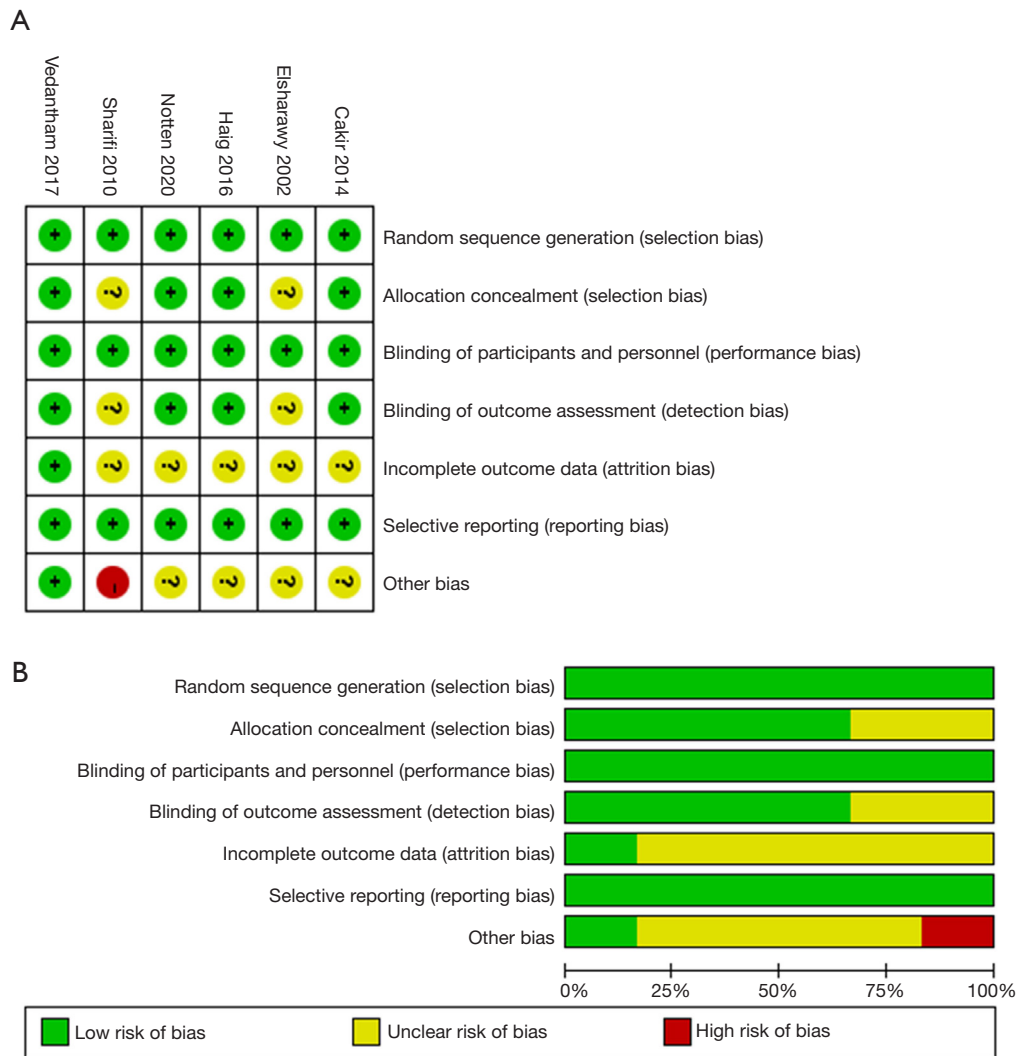 A
Vedantham 2017
Sharifi 2010
Notten 2020
Haig 2016
Elsharawy 2002
Cakir 2014
+ + + + + + Random sequence generation (selection bias)
+ ? + + ? + Allocation concealment (selection bias)
+ + + + + + Blinding of participants and personnel (performance bias)
+ ? + + ? + Blinding of outcome assessment (detection bias)
+ ? ? ? ? ? Incomplete outcome data (attrition bias)
+ + + + + + Selective reporting (reporting bias)
+ – ? ? ? ? Other bias
B
Random sequence generation (selection bias)
Allocation concealment (selection bias)
Blinding of participants and personnel (performance bias)
Blinding of outcome assessment (detection bias)
Incomplete outcome data (attrition bias)
Selective reporting (reporting bias)
Other bias
0% 25% 50% 75% 100%
Low risk of bias Unclear risk of bias High risk of bias